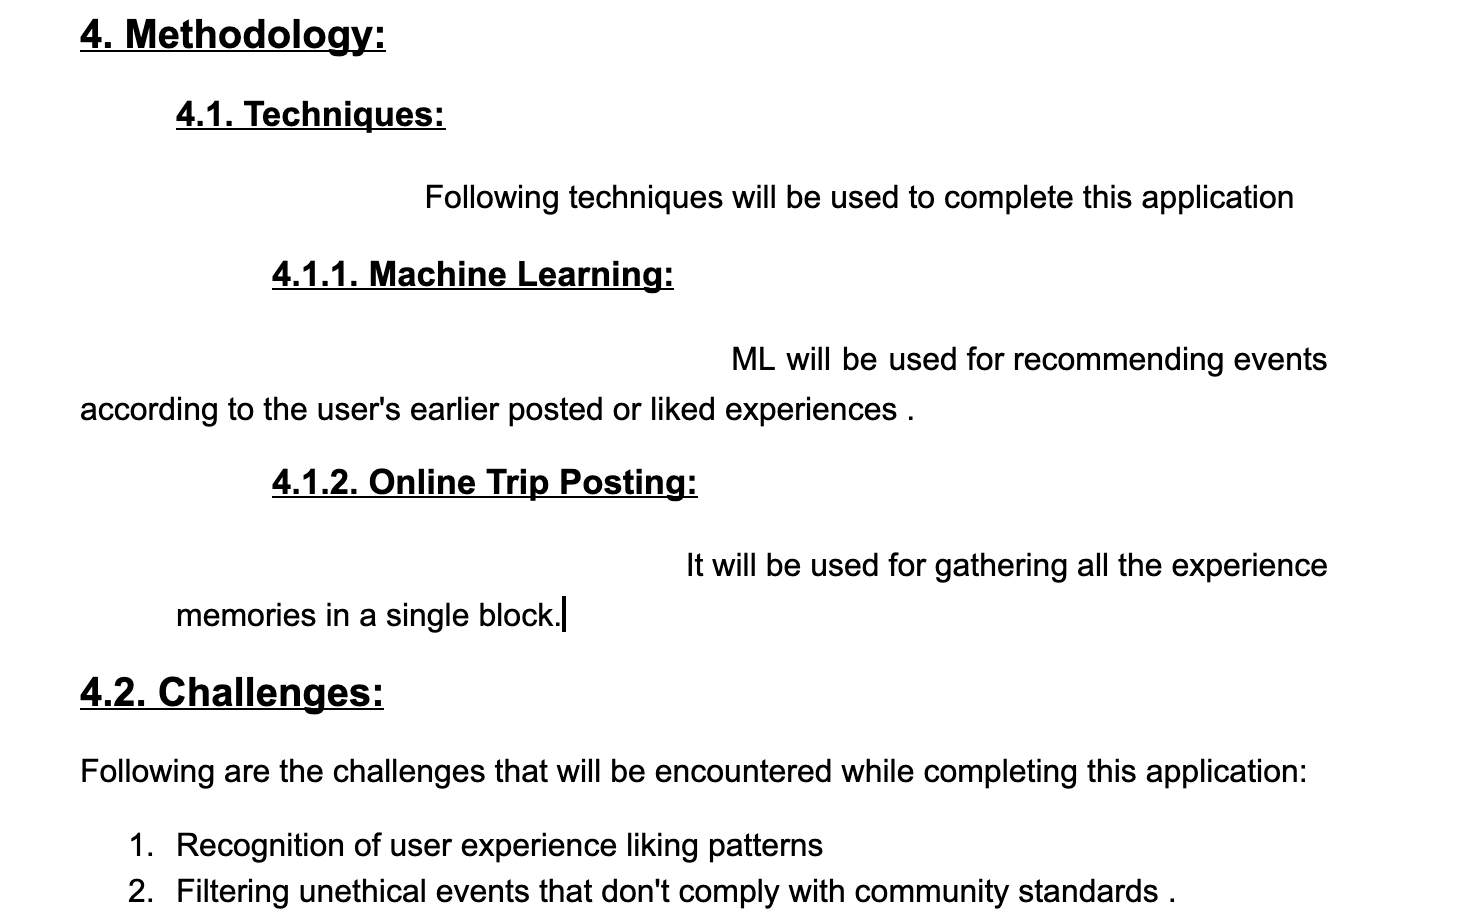 4. Methodology:
4.1. Techniques:
Following techniques will be used to complete this application
4.1.1. Machine Learning:
ML will be used for recommending events
according to the user's earlier posted or liked experiences .
4.1.2. Online Trip Posting:
It will be used for gathering all the experience
memories in a single block.
4.2. Challenges:
Following are the challenges that will be encountered while completing this application:
1. Recognition of user experience liking patterns
2. Filtering unethical events that don't comply with community standards .